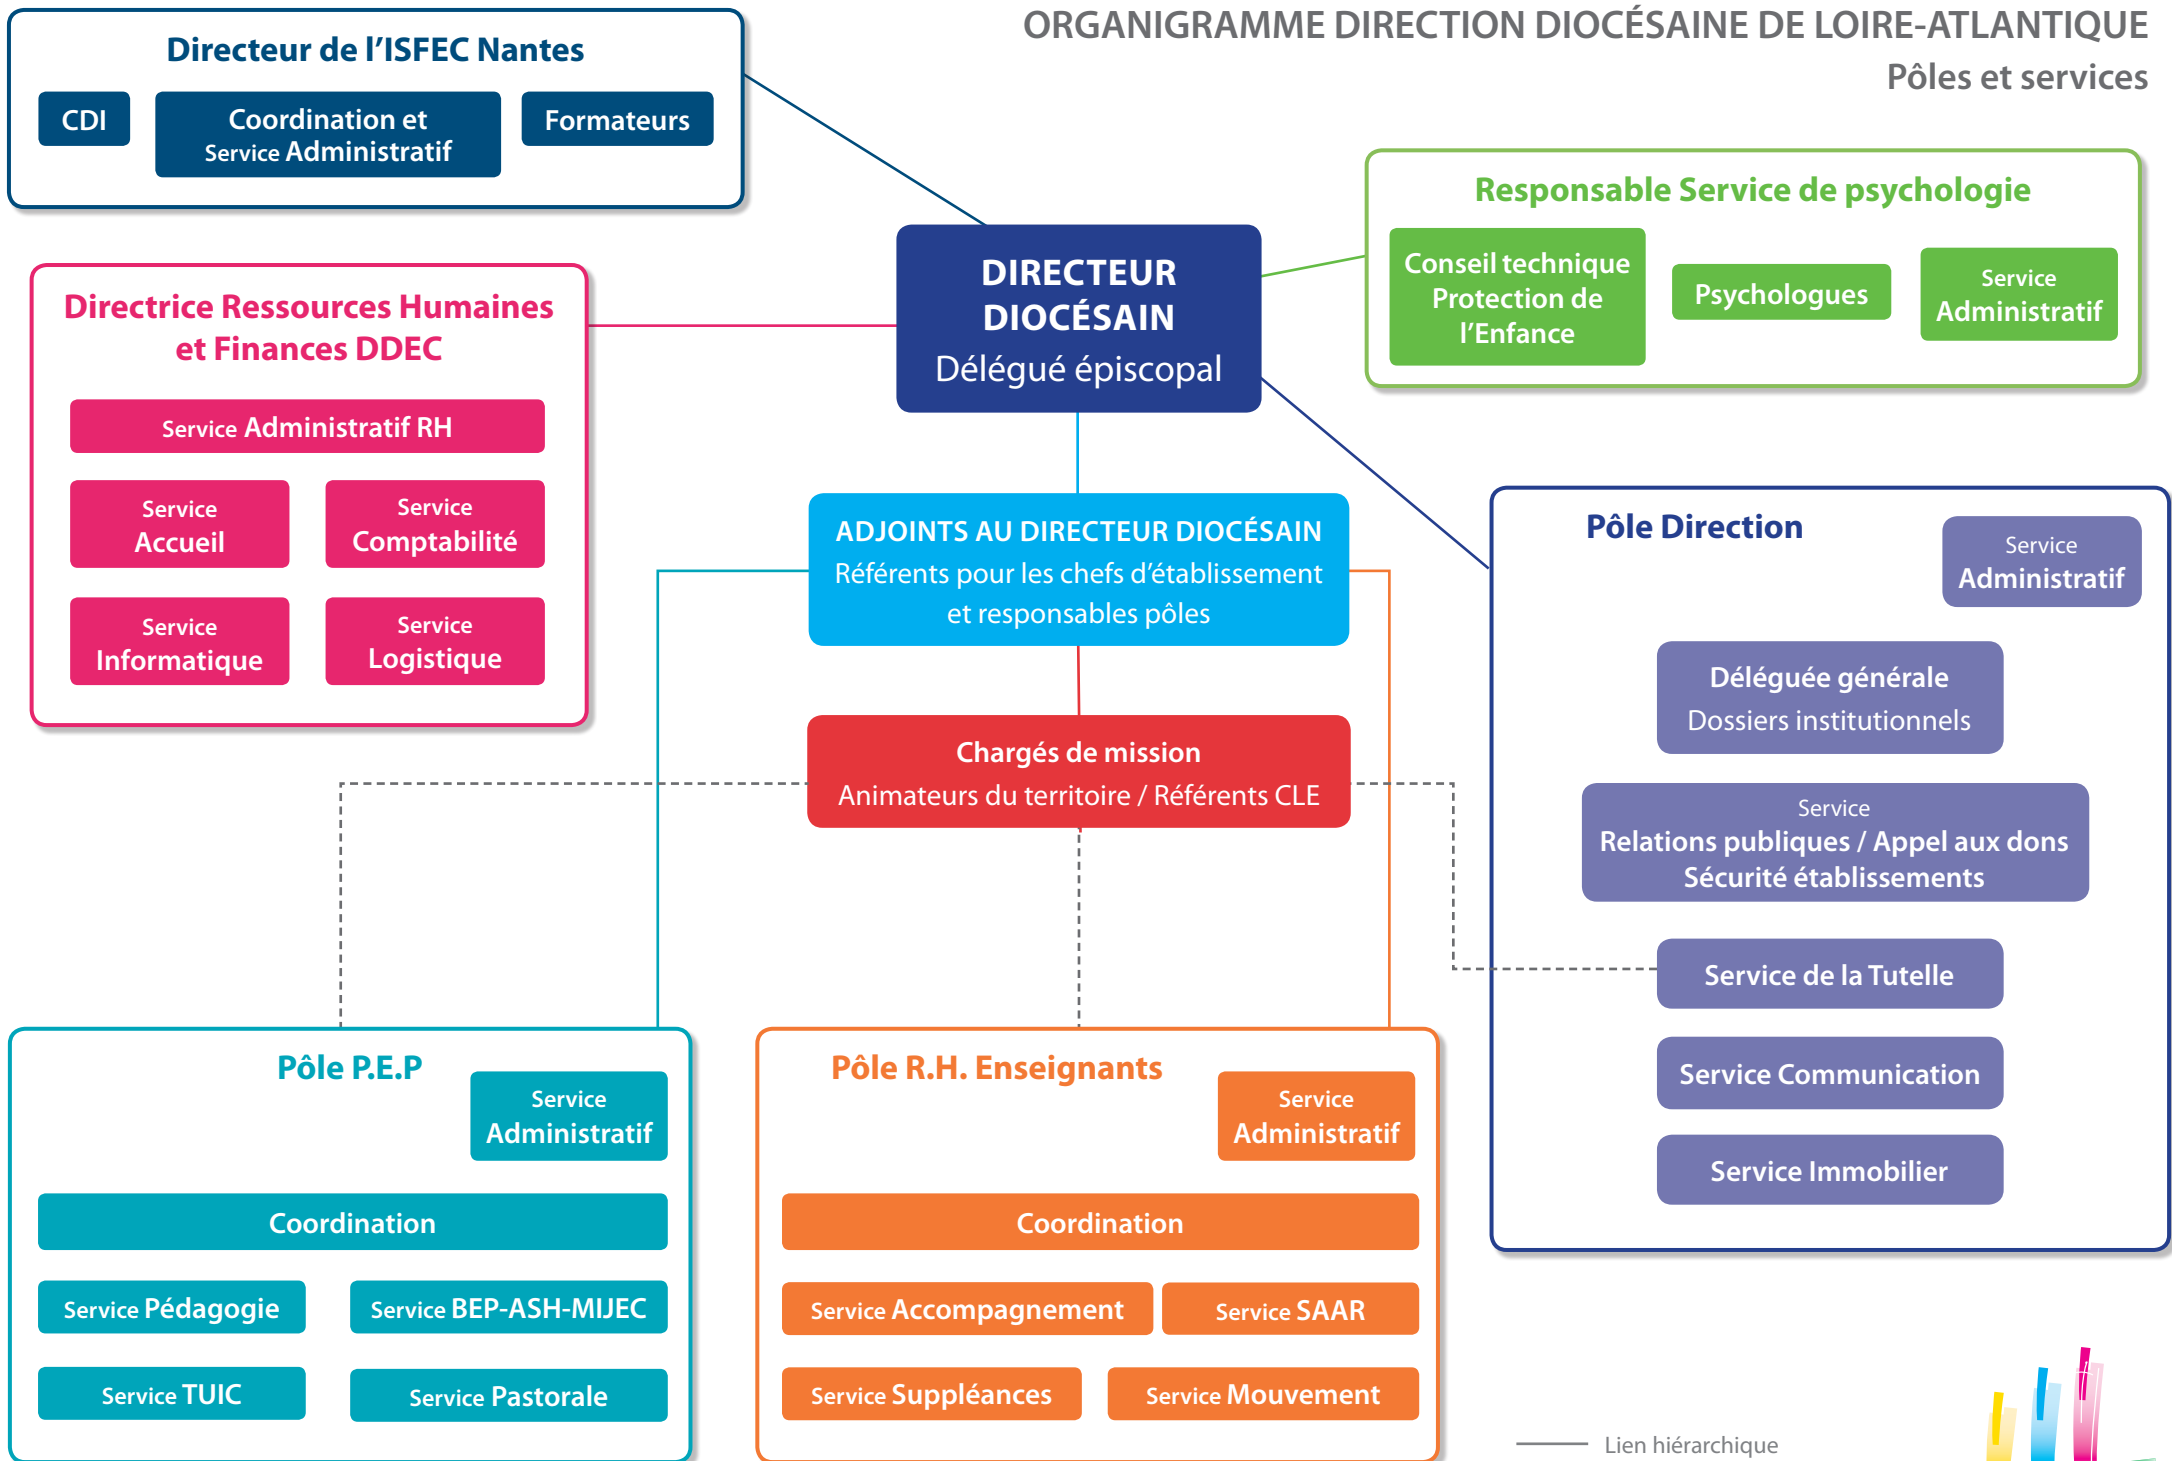 ORGANIGRAMME DIRECTION DIOCÉSAINE DE LOIRE-ATLANTIQUE
Pôles et services
Directeur de l’ISFEC Nantes
CDI
Coordination et
Service Administratif
Formateurs
Responsable Service de psychologie
Conseil technique
Protection de
l’Enfance
Psychologues
Service
Administratif
DIRECTEUR
DIOCÉSAIN
Délégué épiscopal
Directrice Ressources Humaines
et Finances DDEC
Service Administratif RH
Service
Accueil
Service
Comptabilité
Service
Informatique
Service
Logistique
ADJOINTS AU DIRECTEUR DIOCÉSAIN
Référents pour les chefs d’établissement
et responsables pôles
Chargés de mission
Animateurs du territoire / Référents CLE
Pôle Direction
Service
Administratif
Déléguée générale
Dossiers institutionnels
Service
Relations publiques / Appel aux dons
Sécurité établissements
Service de la Tutelle
Service Communication
Service Immobilier
Pôle P.E.P
Service
Administratif
Coordination
Service Pédagogie
Service BEP-ASH-MIJEC
Service TUIC
Service Pastorale
Pôle R.H. Enseignants
Service
Administratif
Coordination
Service Accompagnement
Service SAAR
Service Suppléances
Service Mouvement
Lien hiérarchique